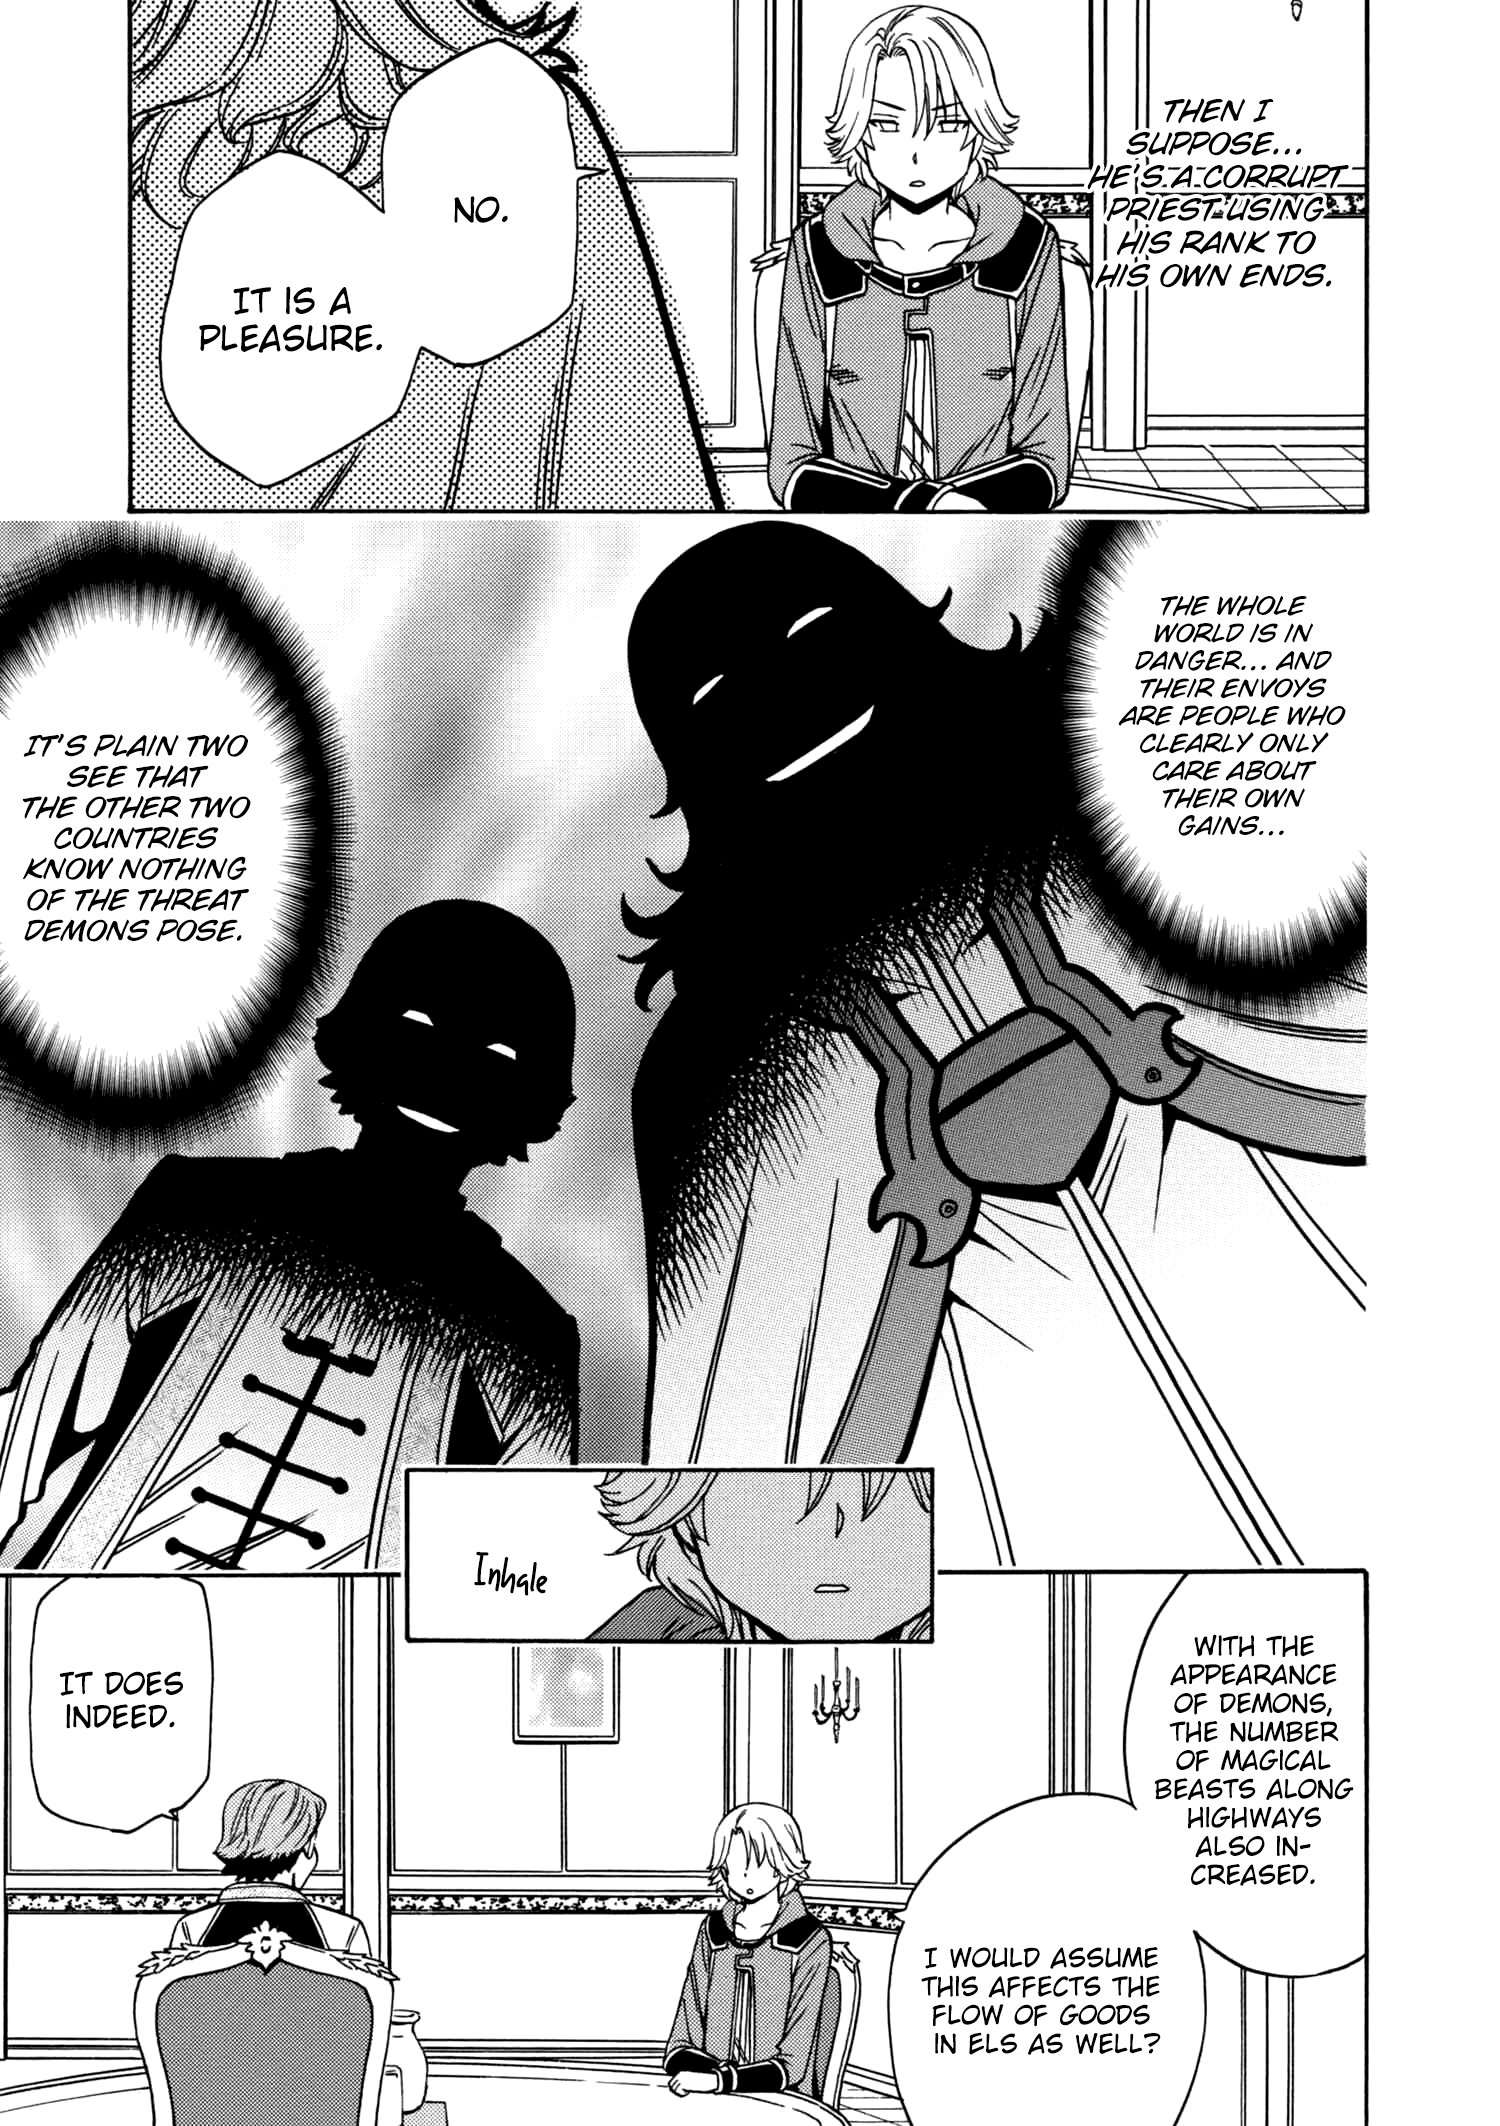 THEN I
SUPPOSE...
HE'S A CORRUPT
PRIEST USING
HIS RANK TO
HIS OWN ENDS.
NO.
IT IS A
PLEASURE.
THE WHOLE
WORLD IS IN
DANGER... AND
THEIR ENVOYS
ARE PEOPLE WHO
CLEARLY ONLY
CARE ABOUT
THEIR OWN
GAINS...
IT'S PLAIN TWO
SEE THAT
THE OTHER TWO
COUNTRIES
KNOW NOTHING
OF THE THREAT
DEMONS POSE.
Inhale
WITH THE
APPEARANCE
OF DEMONS,
THE NUMBER
OF MAGICAL
BEASTS ALONG
HIGHWAYS
ALSO IN-
CREASED.
I WOULD ASSUME
THIS AFFECTS THE
FLOW OF GOODS
IN ELS AS WELL?
IT DOES
INDEED.